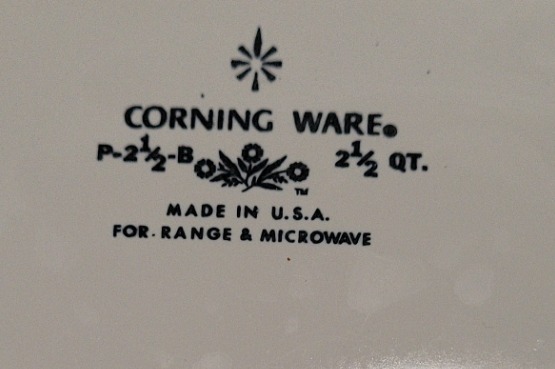 CORNING WARE®
P-2½-B 2½ QT.
TM
MADE IN U.S.A.
FOR RANGE & MICROWAVE